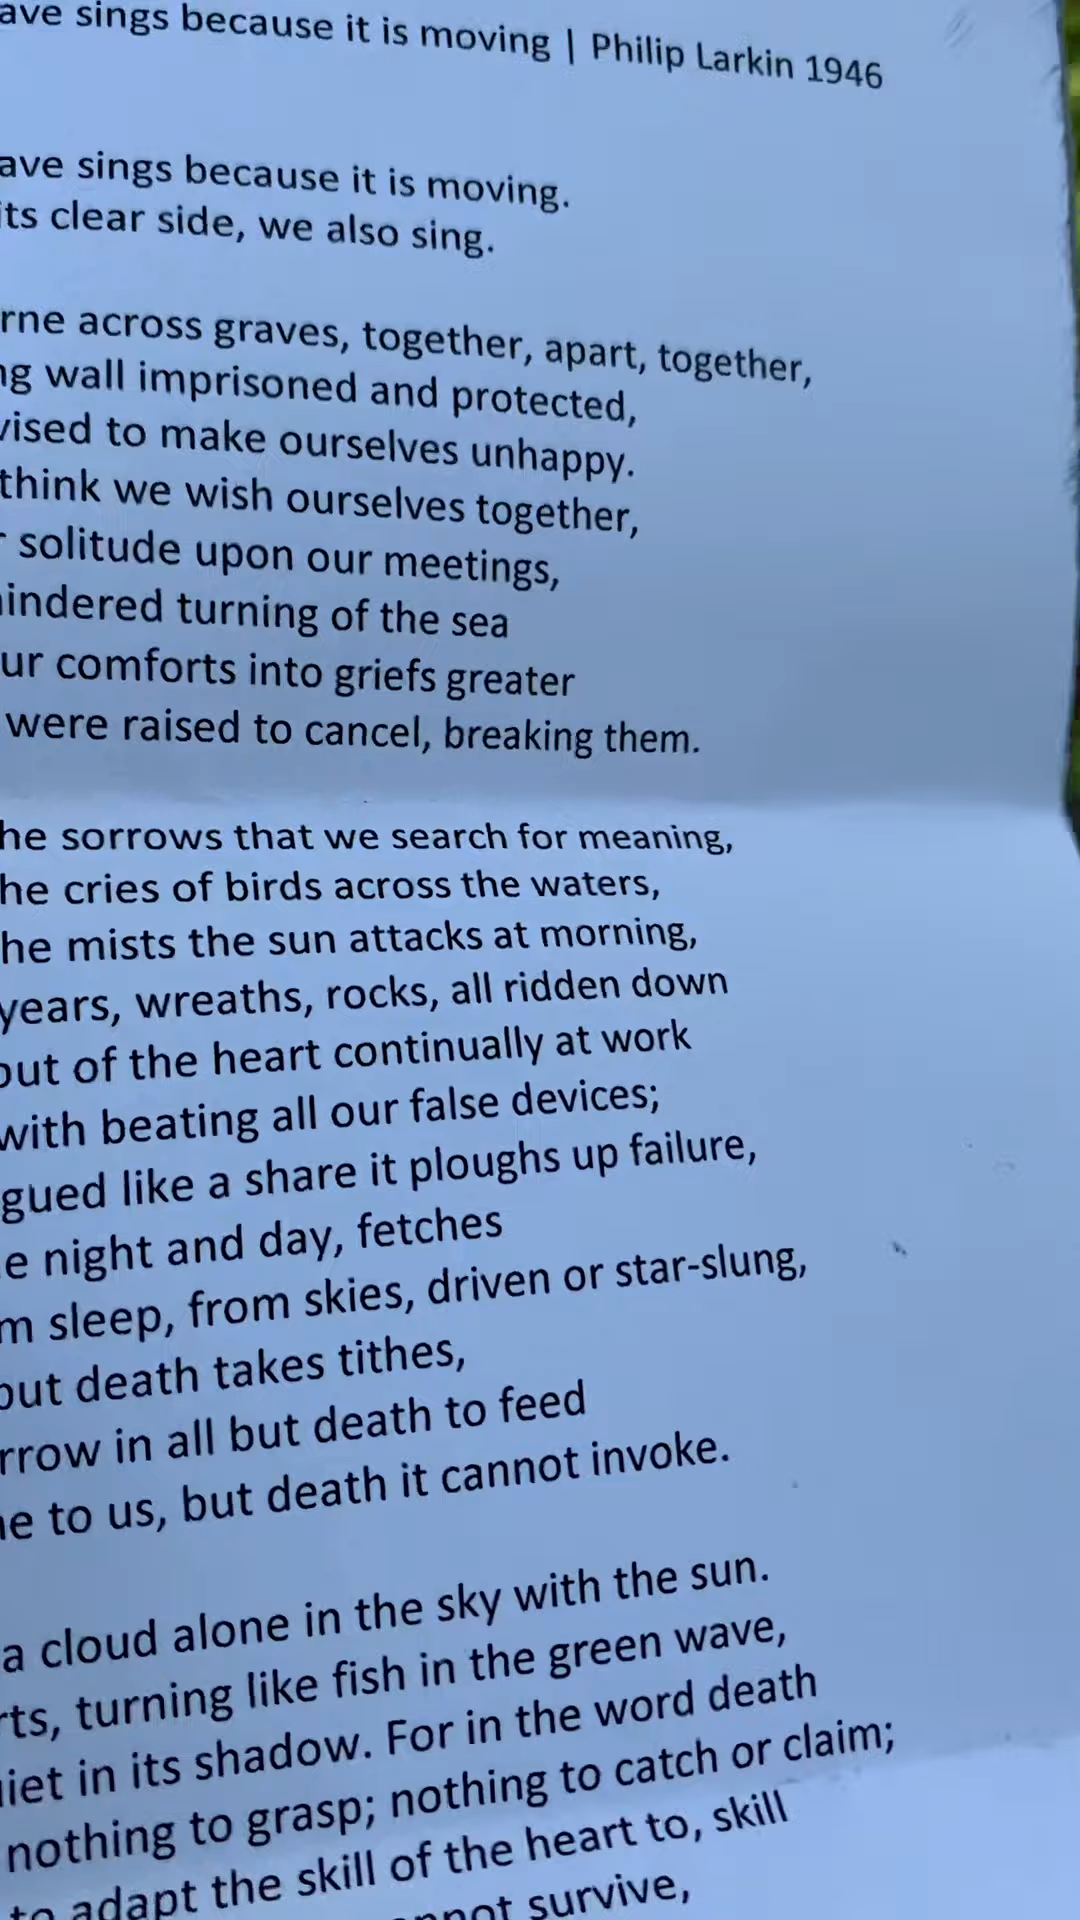 ave sings because it is moving | Philip Larkin 1946
ave sings because it is moving.
its clear side, we also sing.
rne across graves, together, apart, together,
ng wall imprisoned and protected,
vised to make ourselves unhappy.
think we wish ourselves together,
r solitude upon our meetings,
hindered turning of the sea
ur comforts into griefs greater
were raised to cancel, breaking them.
he sorrows that we search for meaning,
he cries of birds across the waters,
he mists the sun attacks at morning,
years, wreaths, rocks, all ridden down
out of the heart continually at work
with beating all our false devices;
gued like a share it ploughs up failure,
e night and day, fetches
m sleep, from skies, driven or star-slung,
but death takes tithes,
rrow in all but death to feed
ne to us, but death it cannot invoke.
a cloud alone in the sky with the sun.
rts, turning like fish in the green wave,
iet in its shadow. For in the word death
nothing to grasp; nothing to catch or claim;
to adapt the skill of the heart to, skill
nnot survive,